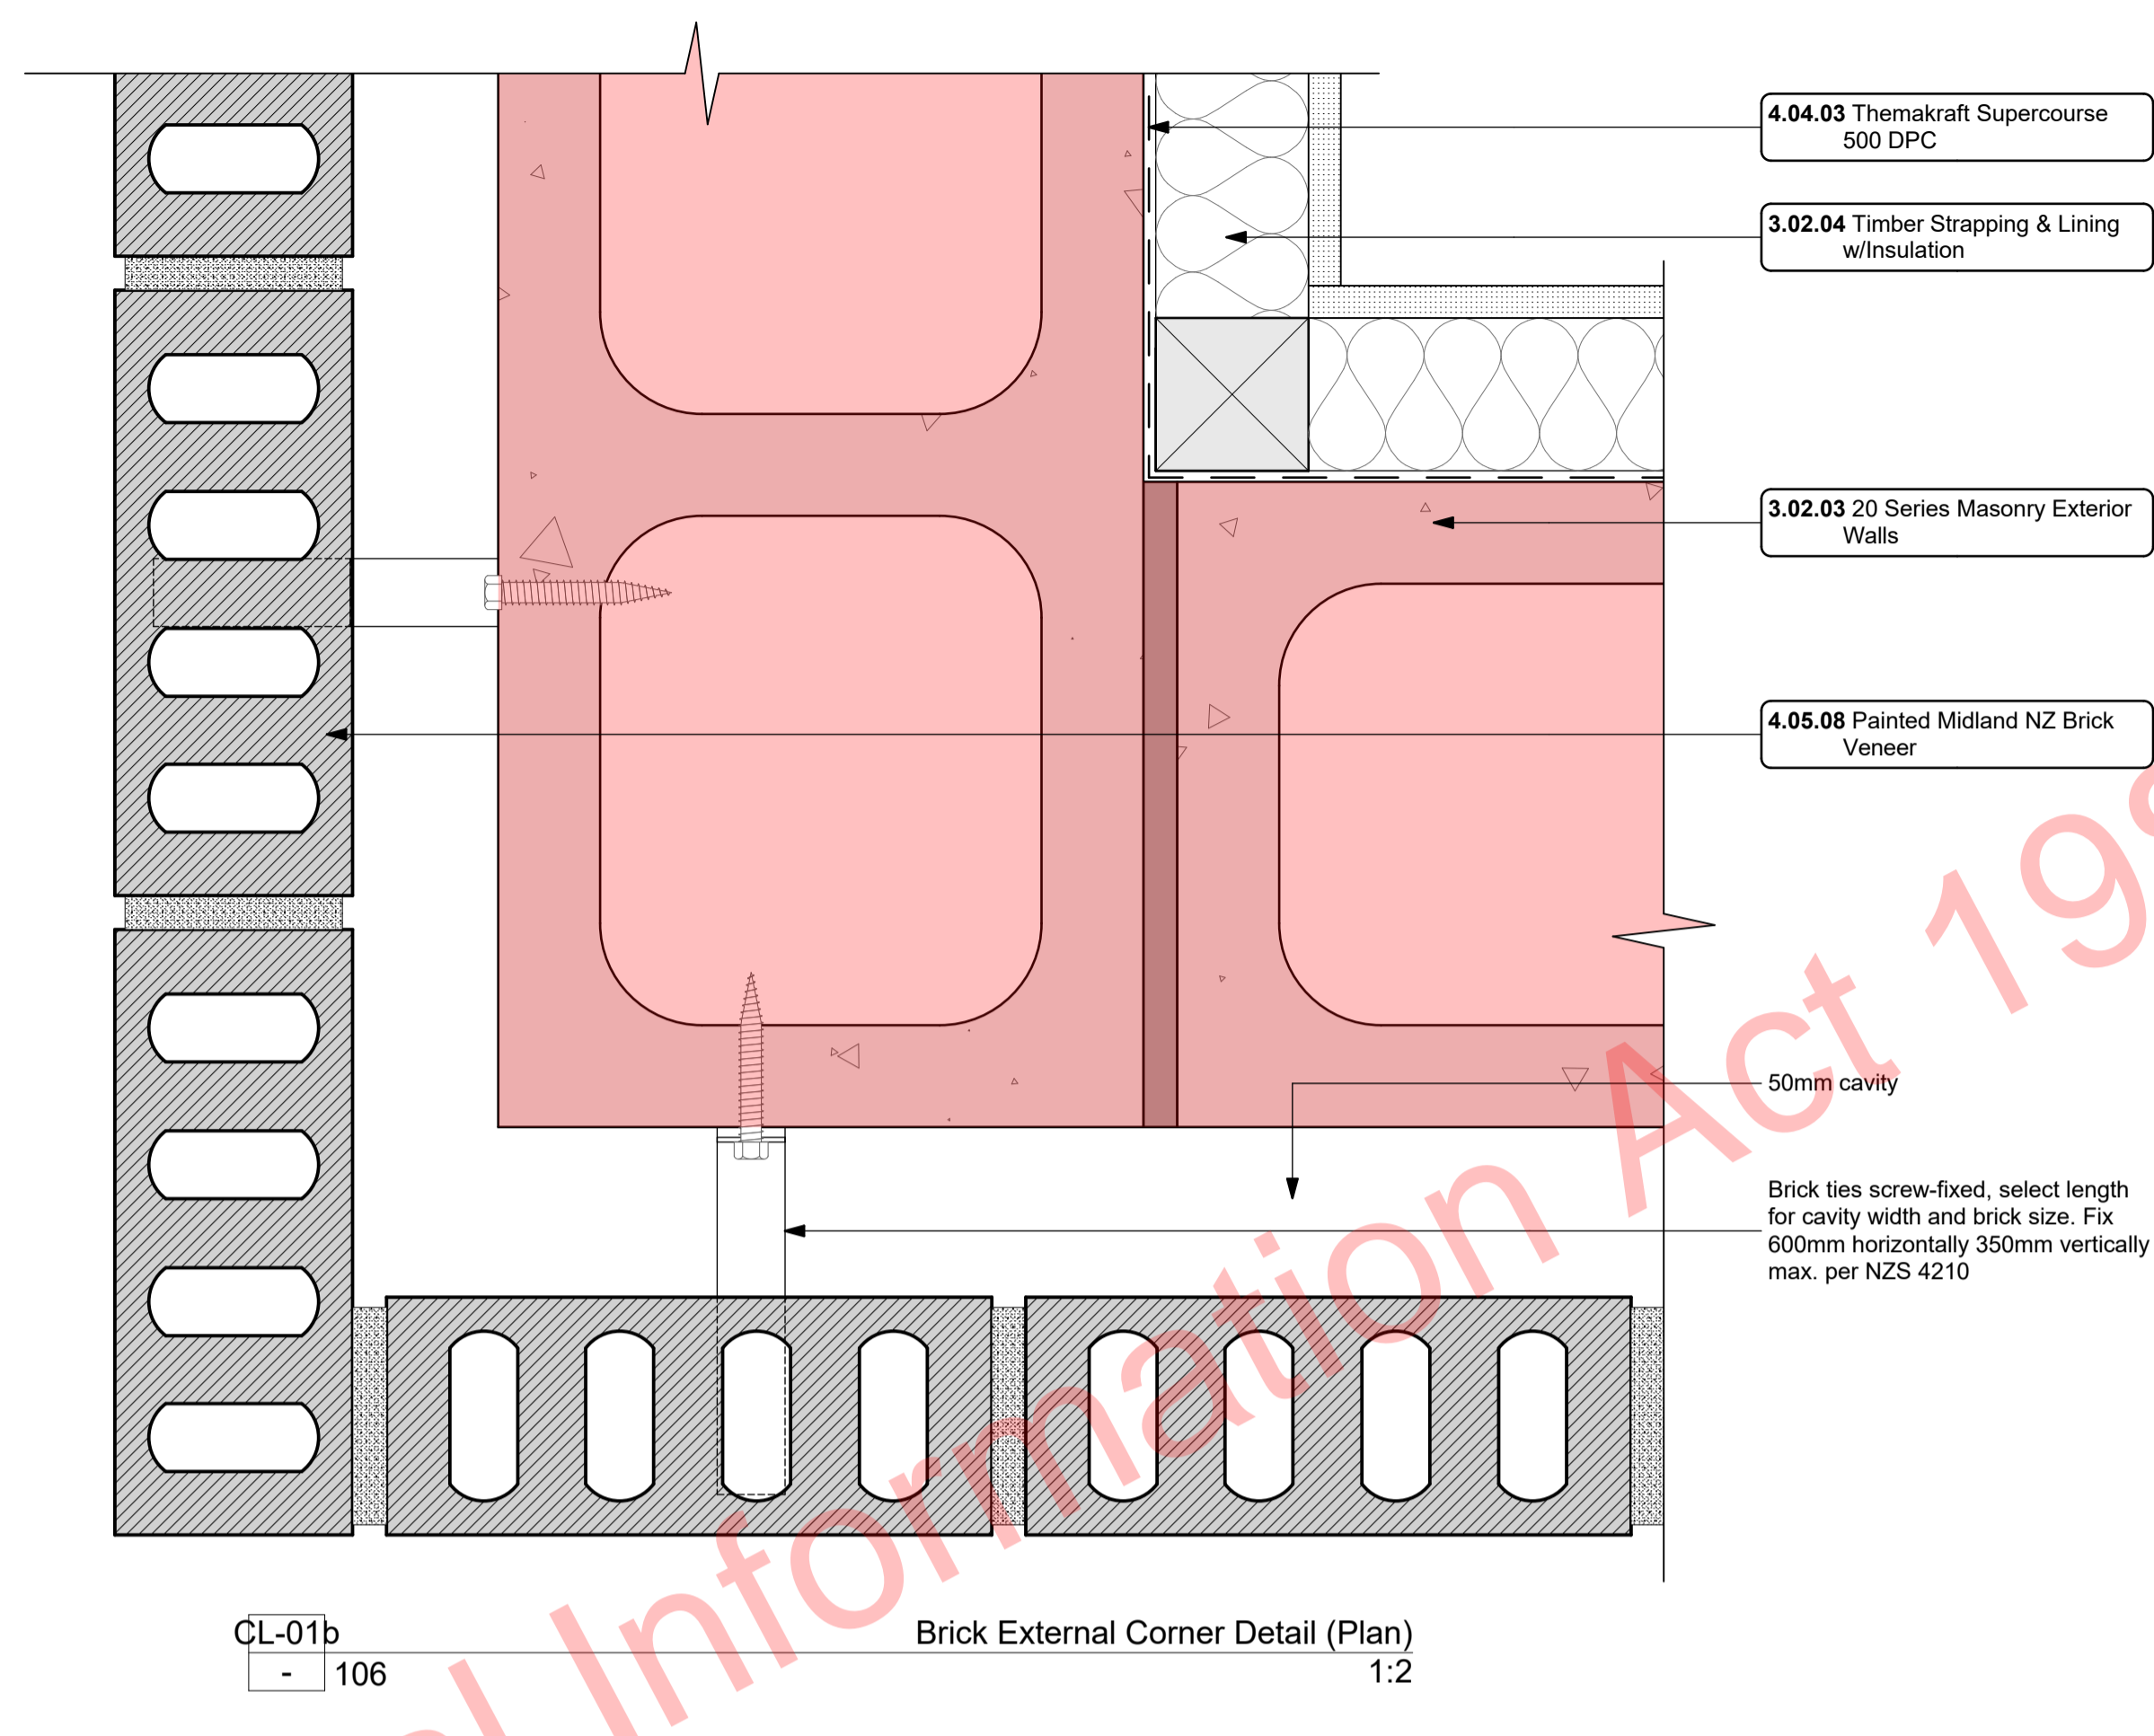 4.04.03 Themakraft Supercourse
500 DPC
3.02.04 Timber Strapping & Lining
w/Insulation
3.02.03 20 Series Masonry Exterior
Walls
4.05.08 Painted Midland NZ Brick
Veneer
50mm cavity
Brick ties screw-fixed, select length
for cavity width and brick size. Fix
600mm horizontally 350mm vertically
max. per NZS 4210
CL-01b
Brick External Corner Detail (Plan)
- 106
1:2
Information Act